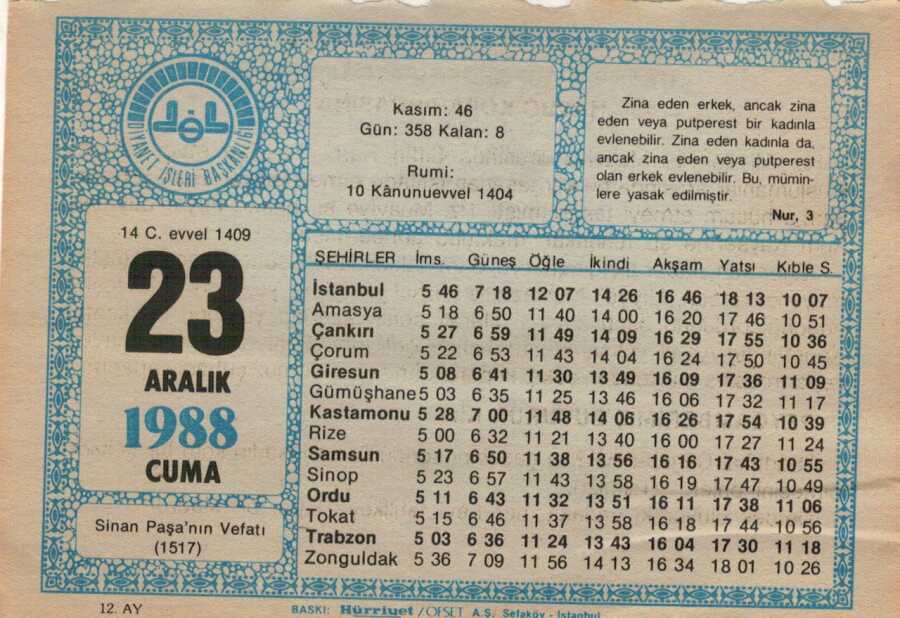 DİYANET İŞLERİ BAŞKANLIĞI
14 C. evvel 1409
23
ARALIK
1988
CUMA
Sinan Paşa'nın Vefatı
(1517)
Kasım: 46
Gün: 358 Kalan: 8
Rumi:
10 Kânunuevvel 1404
Zina eden erkek, ancak zina
eden veya putperest bir kadınla
evlenebilir. Zina eden kadınla da,
ancak zina eden veya putperest
olan erkek evlenebilir. Bu, mümin-
lere yasak edilmiştir.
Nur, 3
ŞEHİRLER İms. Güneş Öğle İkindi Akşam Yatsı Kıble S.
İstanbul 5 46 7 18 12 07 14 26 16 46 18 13 10 07
Amasya 5 18 6 50 11 40 14 00 16 20 17 46 10 51
Çankırı 5 27 6 59 11 49 14 09 16 29 17 55 10 36
Çorum 5 22 6 53 11 43 14 04 16 24 17 50 10 45
Giresun 5 08 6 41 11 30 13 49 16 09 17 36 11 09
Gümüşhane 5 03 6 35 11 25 13 46 16 06 17 32 11 17
Kastamonu 5 28 7 00 11 48 14 06 16 26 17 54 10 39
Rize 5 00 6 32 11 21 13 40 16 00 17 27 11 24
Samsun 5 17 6 50 11 38 13 56 16 16 17 43 10 55
Sinop 5 23 6 57 11 43 13 58 16 19 17 47 10 49
Ordu 5 11 6 43 11 32 13 51 16 11 17 38 11 06
Tokat 5 15 6 46 11 37 13 58 16 18 17 44 10 56
Trabzon 5 03 6 36 11 24 13 43 16 04 17 30 11 18
Zonguldak 5 36 7 09 11 56 14 13 16 34 18 01 10 26
12. AY
BASKI: Hürriyet / OFSET A.Ş. Sefaköy - İstanbul